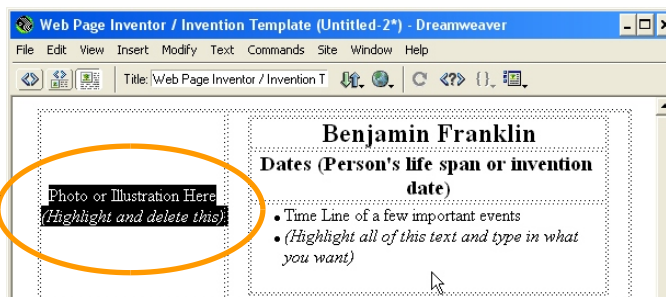 Web Page Inventor / Invention Template (Untitled-2*) - Dreamweaver
File Edit View Insert Modify Text Commands Site Window Help
Title: Web Page Inventor / Invention T
Benjamin Franklin
Dates (Person's life span or invention
date)
Photo or Illustration Here
(Highlight and delete this)
• Time Line of a few important events
• (Highlight all of this text and type in what
you want)